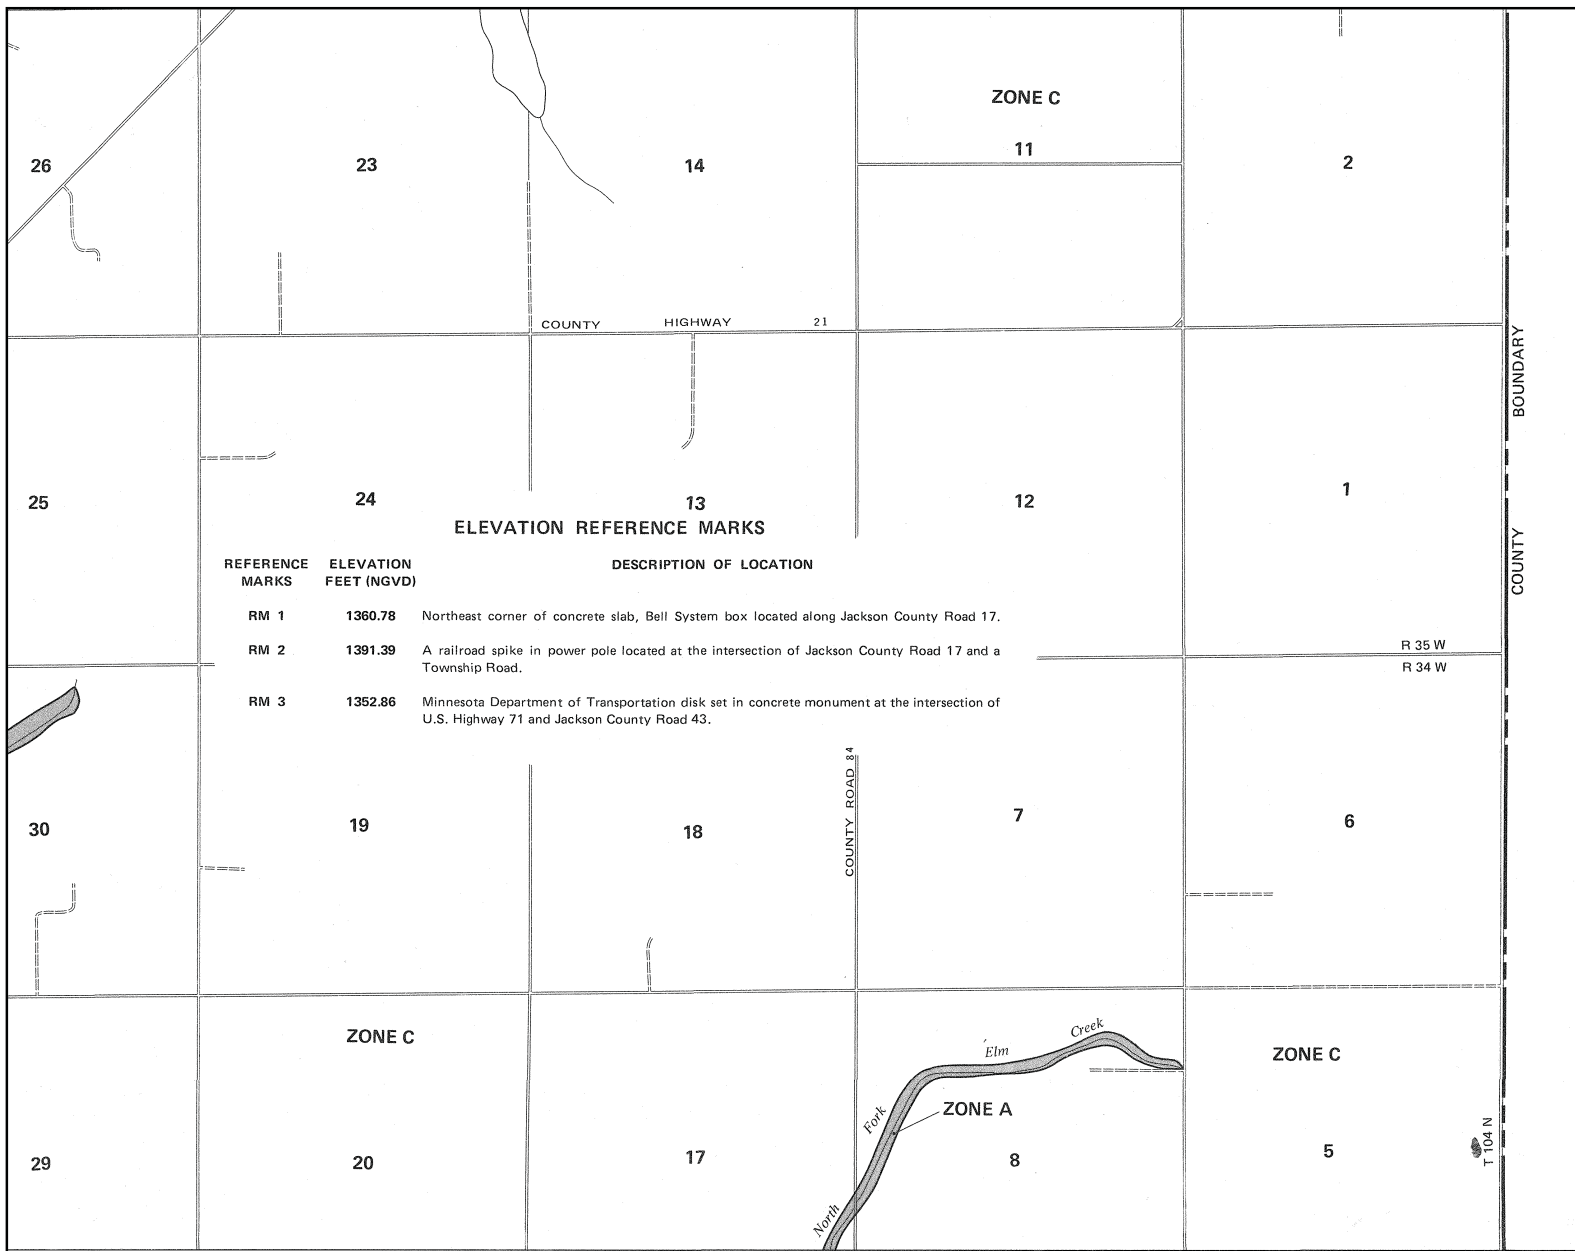 ZONE C
11
26
23
14
2
COUNTY HIGHWAY 21
BOUNDARY
25
24
13
12
1
ELEVATION REFERENCE MARKS
REFERENCE MARKS
ELEVATION FEET (NGVD)
DESCRIPTION OF LOCATION
COUNTY
RM 1 1360.78 Northeast corner of concrete slab, Bell System box located along Jackson County Road 17.
RM 2 1391.39 A railroad spike in power pole located at the intersection of Jackson County Road 17 and a
Township Road.
R 35 W
R 34 W
RM 3 1352.86 Minnesota Department of Transportation disk set in concrete monument at the intersection of
U.S. Highway 71 and Jackson County Road 43.
COUNTY ROAD 84
30
19
18
7
6
ZONE C
North Fork Elm Creek
ZONE C
ZONE A
T 104 N
29
20
17
8
5